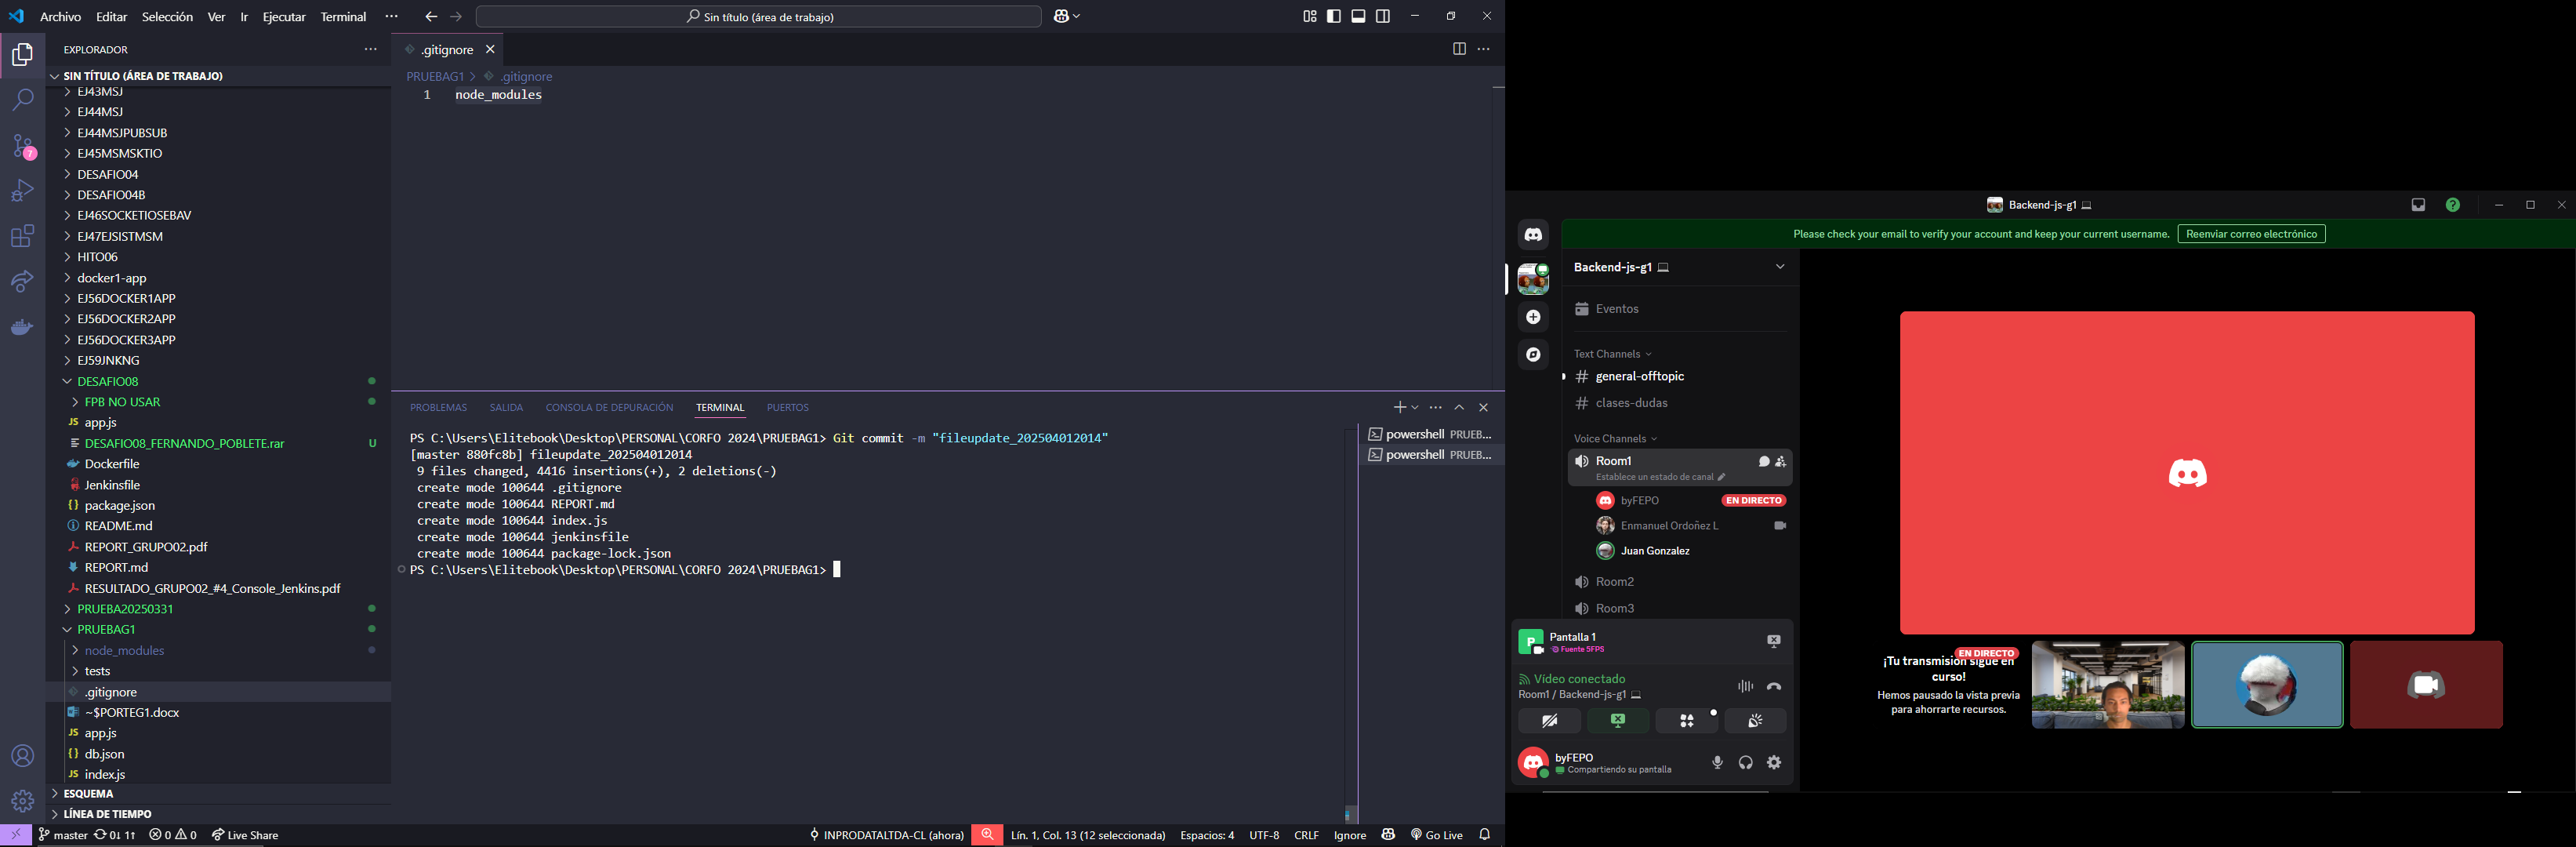 Archivo Editar Selección Ver Ir Ejecutar Terminal ···
Sin título (área de trabajo)
EXPLORADOR
SIN TÍTULO (ÁREA DE TRABAJO)
EJ43MSJ
EJ44MSJ
EJ44MSJPUBSUB
EJ45MSMSKTIO
DESAFIO04
DESAFIO04B
EJ46SOCKETIOSEBAV
EJ47EJSISTMSM
HITO06
docker1-app
EJ56DOCKER1APP
EJ56DOCKER2APP
EJ56DOCKER3APP
EJ59JNKNG
DESAFIO08
FPB NO USAR
JS app.js
DESAFIO08_FERNANDO_POBLETE.rar U
Dockerfile
Jenkinsfile
{} package.json
README.md
REPORT_GRUPO02.pdf
REPORT.md
RESULTADO_GRUPO02_#4_Console_Jenkins.pdf
PRUEBA20250331
PRUEBAG1
node_modules
tests
.gitignore
~$PORTEG1.docx
JS app.js
{} db.json
JS index.js
ESQUEMA
LÍNEA DE TIEMPO
7
.gitignore
PRUEBAG1 > .gitignore
1 node_modules
PROBLEMAS SALIDA CONSOLA DE DEPURACIÓN TERMINAL PUERTOS
PS C:\Users\Elitebook\Desktop\PERSONAL\CORFO 2024\PRUEBAG1> Git commit -m "fileupdate_202504012014"
[master 880fc8b] fileupdate_202504012014
9 files changed, 4416 insertions(+), 2 deletions(-)
create mode 100644 .gitignore
create mode 100644 REPORT.md
create mode 100644 index.js
create mode 100644 jenkinsfile
create mode 100644 package-lock.json
PS C:\Users\Elitebook\Desktop\PERSONAL\CORFO 2024\PRUEBAG1>
powershell PRUEB...
powershell PRUEB...
master 0↓ 1↑ 0 0 Live Share
INPRODATALTDA-CL (ahora) Lín. 1, Col. 13 (12 seleccionada) Espacios: 4 UTF-8 CRLF Ignore Go Live
Backend-js-g1
Please check your email to verify your account and keep your current username. Reenviar correo electrónico
Backend-js-g1
Eventos
Text Channels
# general-offtopic
# clases-dudas
Voice Channels
Room1
Establece un estado de canal
byFEPO EN DIRECTO
Enmanuel Ordoñez L
Juan Gonzalez
Room2
Room3
P Pantalla 1
Fuente 5FPS
Vídeo conectado
Room1 / Backend-js-g1
byFEPO
Compartiendo su pantalla
EN DIRECTO
¡Tu transmisión sigue en
curso!
Hemos pausado la vista previa
para ahorrarte recursos.